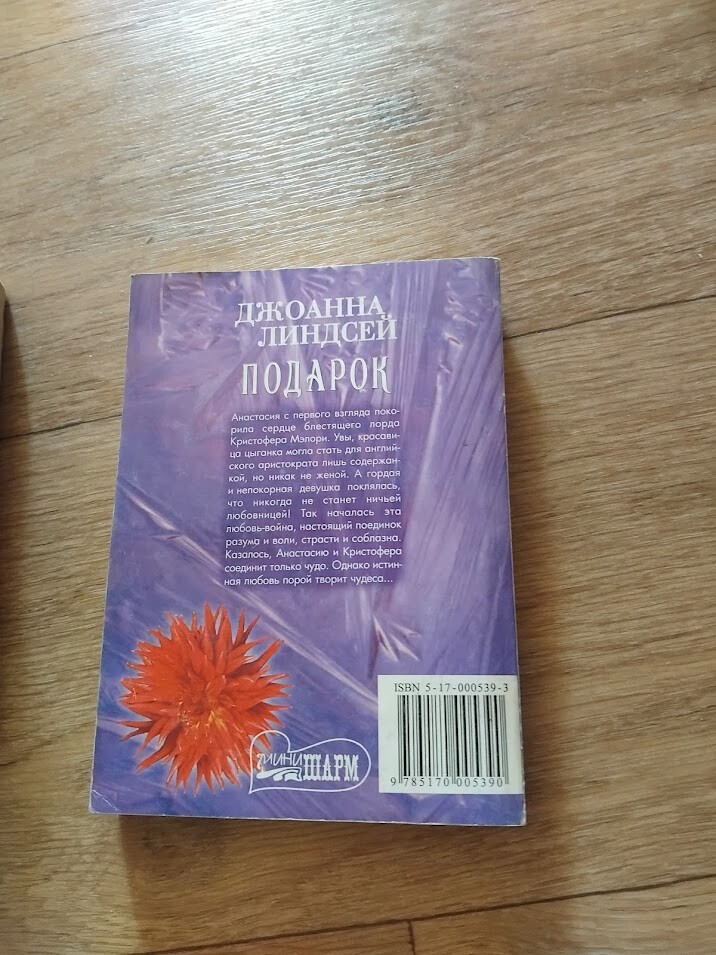 ДЖОАННА
ЛИНДСЕЙ
ПОДАРОК
Анастасия с первого взгляда поко-
рила сердце блестящего лорда
Кристофера Мэлори. Увы, красави-
ца цыганка могла стать для англий-
ского аристократа лишь содержан-
кой, но никак не женой. А гордая
и непокорная девушка поклялась,
что никогда не станет ничьей
любовницей! Так началась эта
любовь-война, настоящий поединок
разума и воли, страсти и соблазна.
Казалось, Анастасию и Кристофера
соединит только чудо. Однако истин-
ная любовь порой творит чудеса...
ISBN 5-17-000539-3
9 785170 005390
мини
ШАРМ